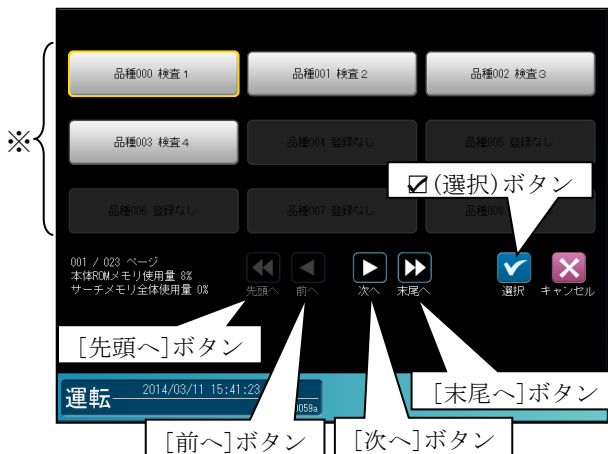 品種000 検査1
品種001 検査2
品種002 検査3
※
品種003 検査4
品種004 登録なし
品種005 登録なし
☑(選択)ボタン
品種006 登録なし
品種007 登録なし
品種008
001 / 023 ページ
本体ROMメモリ使用量 8%
サーチメモリ全体使用量 0%
先頭へ
前へ
次へ
末尾へ
選択
キャンセル
[先頭へ]ボタン
[末尾へ]ボタン
運転
2014/03/11 15:41:23
059a
[前へ]ボタン
[次へ]ボタン